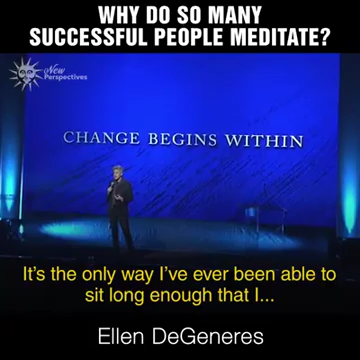 WHY DO SO MANY
SUCCESSFUL PEOPLE MEDITATE?
New
Perspectives
CHANGE BEGINS WITHIN
It's the only way I've ever been able to
sit long enough that I...
Ellen DeGeneres